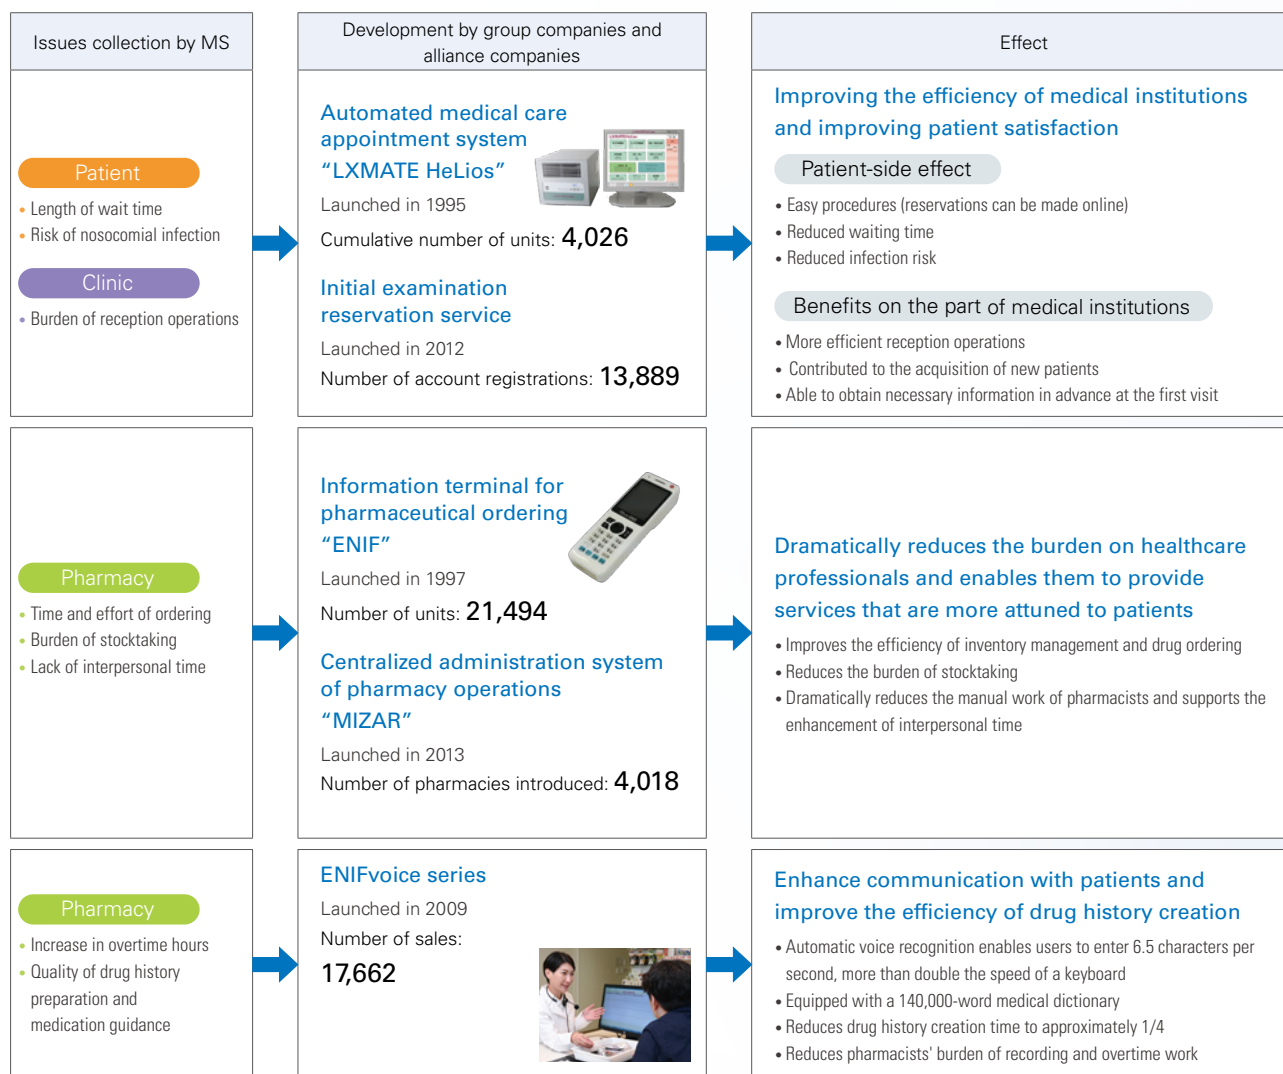 Issues collection by MS
Development by group companies and
alliance companies
Effect
Patient
• Length of wait time
• Risk of nosocomial infection
Clinic
• Burden of reception operations
Automated medical care
appointment system
“LXMATE HeLios”
Launched in 1995
Cumulative number of units: 4,026
Initial examination
reservation service
Launched in 2012
Number of account registrations: 13,889
Improving the efficiency of medical institutions
and improving patient satisfaction
Patient-side effect
• Easy procedures (reservations can be made online)
• Reduced waiting time
• Reduced infection risk
Benefits on the part of medical institutions
• More efficient reception operations
• Contributed to the acquisition of new patients
• Able to obtain necessary information in advance at the first visit
Pharmacy
• Time and effort of ordering
• Burden of stocktaking
• Lack of interpersonal time
Information terminal for
pharmaceutical ordering
“ENIF”
Launched in 1997
Number of units: 21,494
Centralized administration system
of pharmacy operations
“MIZAR”
Launched in 2013
Number of pharmacies introduced: 4,018
Dramatically reduces the burden on healthcare
professionals and enables them to provide
services that are more attuned to patients
• Improves the efficiency of inventory management and drug ordering
• Reduces the burden of stocktaking
• Dramatically reduces the manual work of pharmacists and supports the
enhancement of interpersonal time
Pharmacy
• Increase in overtime hours
• Quality of drug history
preparation and
medication guidance
ENIFvoice series
Launched in 2009
Number of sales:
17,662
Enhance communication with patients and
improve the efficiency of drug history creation
• Automatic voice recognition enables users to enter 6.5 characters per
second, more than double the speed of a keyboard
• Equipped with a 140,000-word medical dictionary
• Reduces drug history creation time to approximately 1/4
• Reduces pharmacists' burden of recording and overtime work